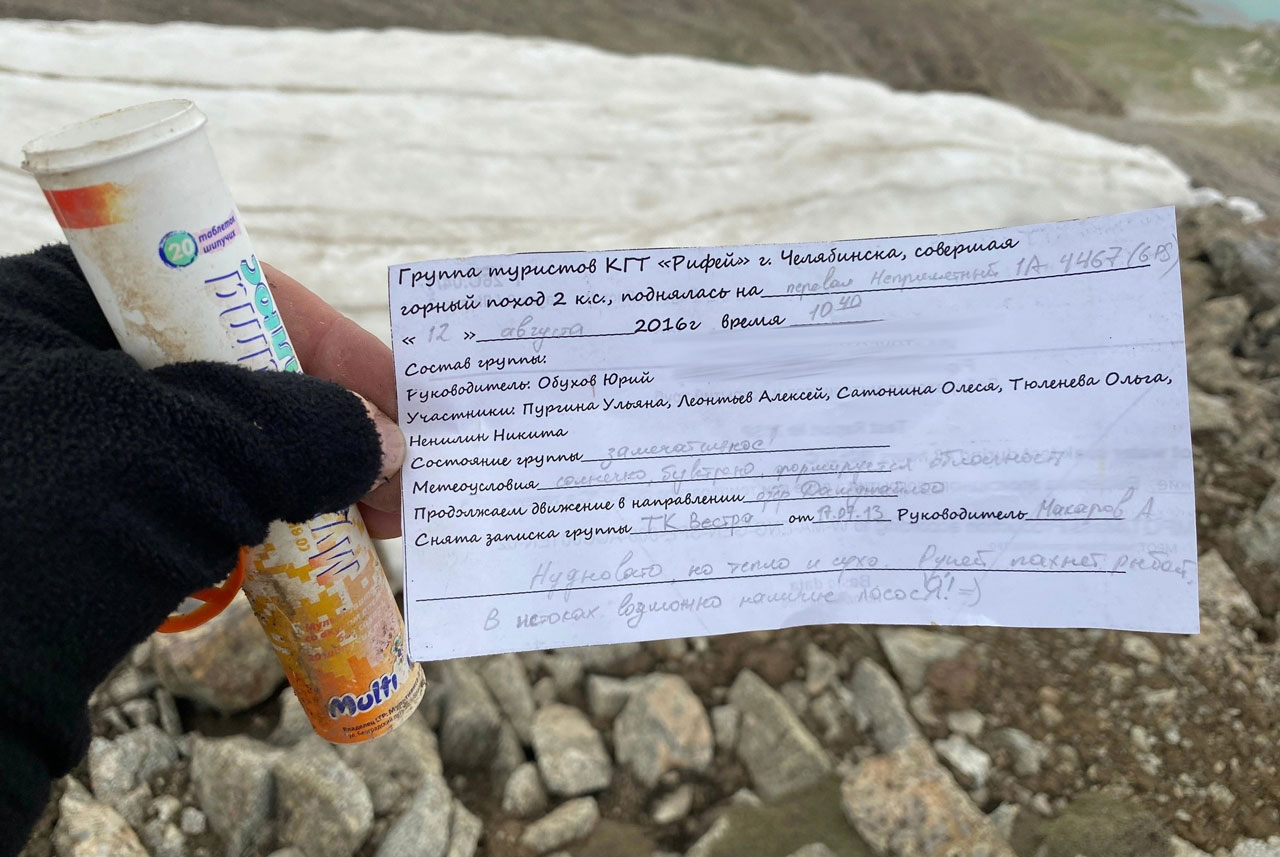 20 таблеток
шипучих
Multi
Группа туристов КГТ «Рифей» г. Челябинска, совершая
горный поход 2 к.с., поднялась на перевал Неприметный 1А 4467 (GPS)
« 12 » августа 2016г время 10 40
Состав группы:
Руководитель: Обухов Юрий
Участники: Пургина Ульяна, Леонтьев Алексей, Сатонина Олеся, Тюленева Ольга,
Ненилин Никита
Состояние группы замечательное!
Метеоусловия солнечно, безветрено, формируется облачность
Продолжаем движение в направлении
Снята записка группы ТК Вестра от 17.07.13 Руководитель Макаров А
Нудновато, но тепло и сухо. Ручей пахнет рыбой,
В истоках возможно наличие лосося! =)